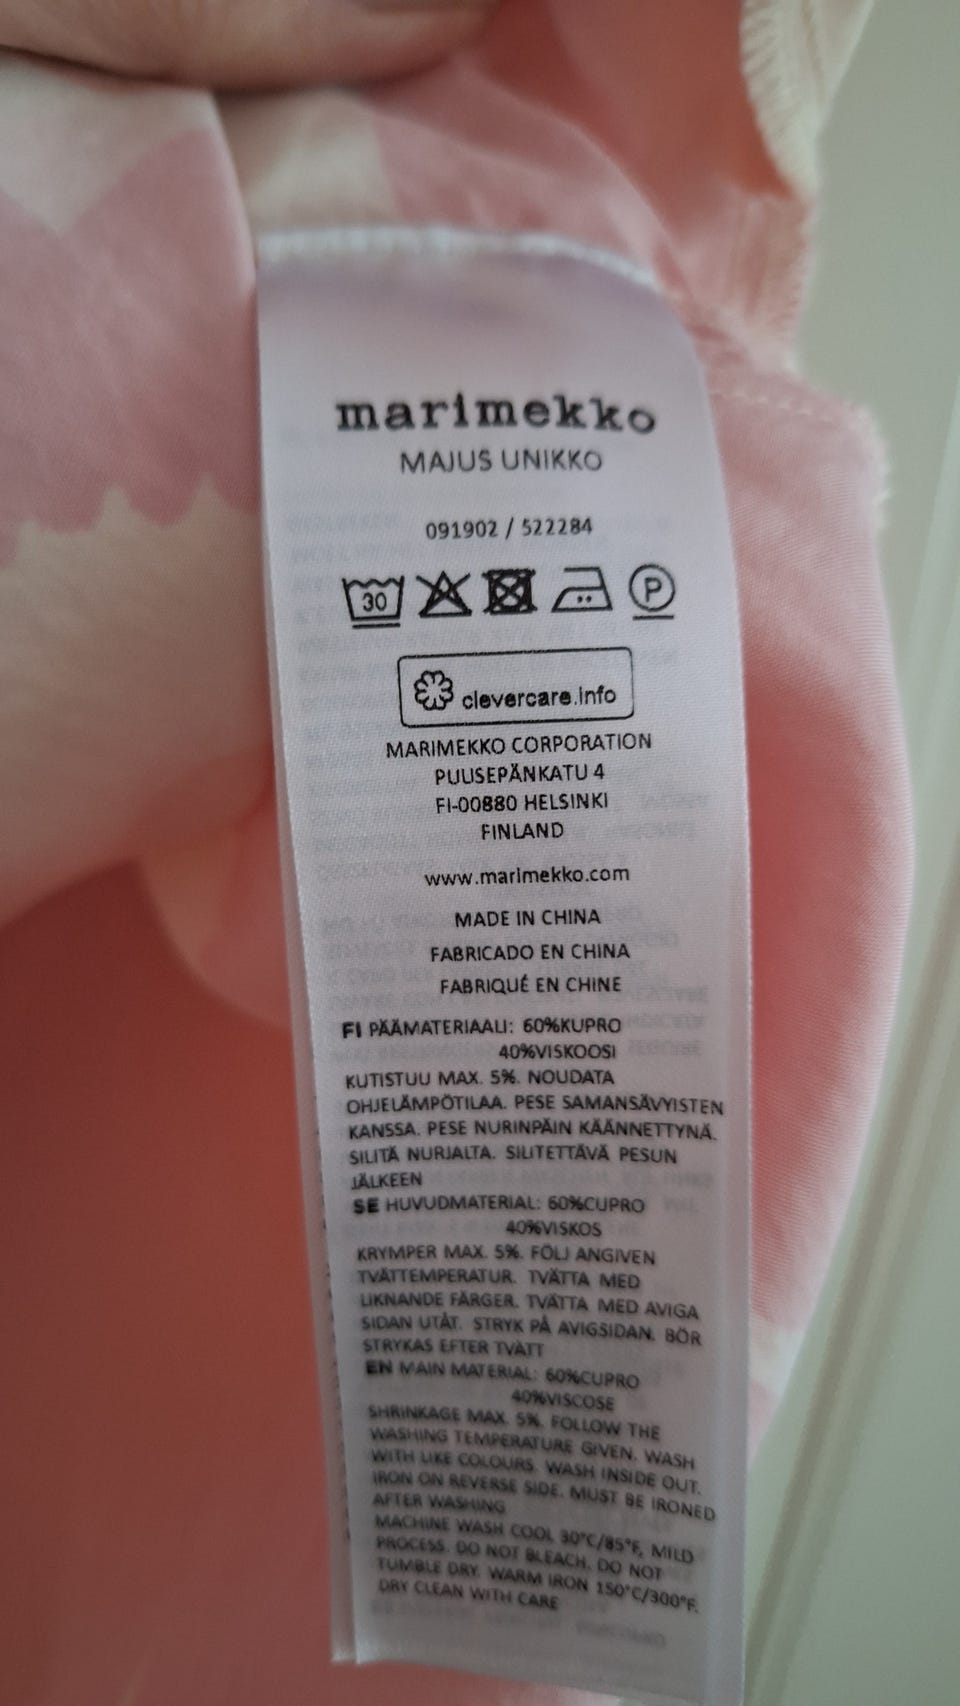 marimekko
MAJUS UNIKKO
091902 / 522284
30 P
clevercare.info
MARIMEKKO CORPORATION
PUUSEPÄNKATU 4
FI-00880 HELSINKI
FINLAND
www.marimekko.com
MADE IN CHINA
FABRICADO EN CHINA
FABRIQUÉ EN CHINE
FI PÄÄMATERIAALI: 60%KUPRO
40%VISKOOSI
KUTISTUU MAX. 5%. NOUDATA
OHJELÄMPÖTILAA. PESE SAMANSÄVYISTEN
KANSSA. PESE NURINPÄIN KÄÄNNETTYNÄ.
SILITÄ NURJALTA. SILITETTÄVÄ PESUN
JÄLKEEN
SE HUVUDMATERIAL: 60%CUPRO
40%VISKOS
KRYMPER MAX. 5%. FÖLJ ANGIVEN
TVÄTTEMPERATUR. TVÄTTA MED
LIKNANDE FÄRGER. TVÄTTA MED AVIGA
SIDAN UTÅT. STRYK PÅ AVIGSIDAN. BÖR
STRYKAS EFTER TVÄTT
EN MAIN MATERIAL: 60%CUPRO
40%VISCOSE
SHRINKAGE MAX. 5%. FOLLOW THE
WASHING TEMPERATURE GIVEN. WASH
WITH LIKE COLOURS. WASH INSIDE OUT.
IRON ON REVERSE SIDE. MUST BE IRONED
AFTER WASHING
MACHINE WASH COOL 30°C/85°F, MILD
PROCESS. DO NOT BLEACH. DO NOT
TUMBLE DRY. WARM IRON 150°C/300°F.
DRY CLEAN WITH CARE